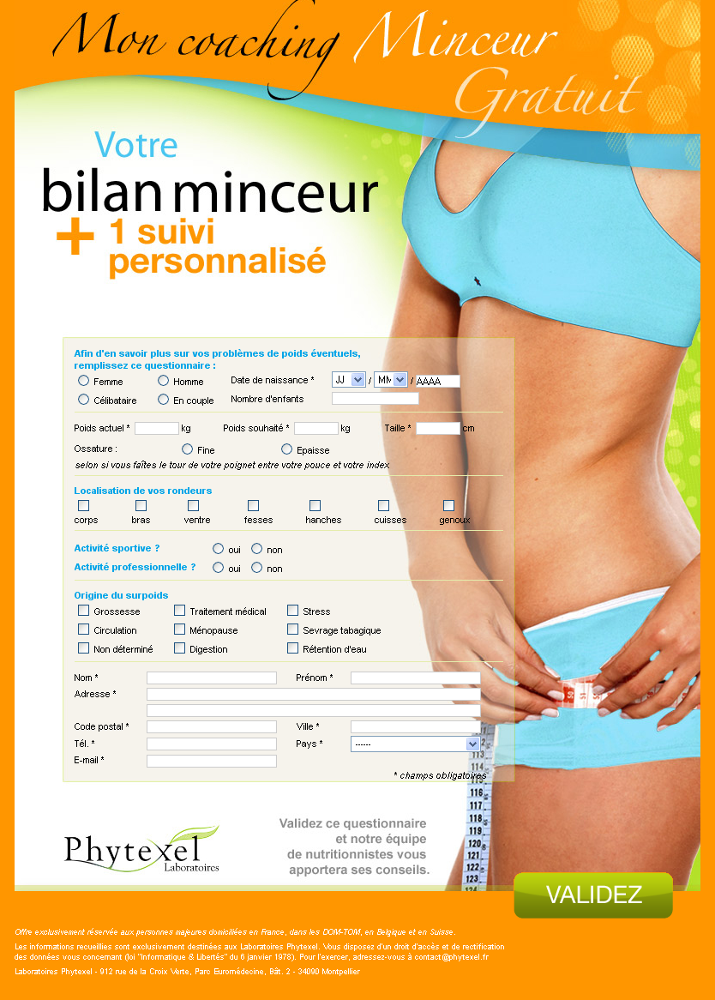 Mon coaching Minceur
Gratuit
Votre
bilan minceur
+ 1 suivi
personnalisé
Afin d'en savoir plus sur vos problèmes de poids éventuels,
remplissez ce questionnaire :
Femme Homme Date de naissance * JJ / MM / AAAA
Célibataire En couple Nombre d'enfants
Poids actuel * kg Poids souhaité * kg Taille * cm
Ossature : Fine Epaisse
selon si vous faîtes le tour de votre poignet entre votre pouce et votre index
Localisation de vos rondeurs
corps bras ventre fesses hanches cuisses genoux
Activité sportive ? oui non
Activité professionnelle ? oui non
Origine du surpoids
Grossesse Traitement médical Stress
Circulation Ménopause Sevrage tabagique
Non déterminé Digestion Rétention d'eau
Nom * Prénom *
Adresse *
Code postal * Ville *
Tél. * Pays * ------
E-mail *
* champs obligatoires
113
114
115
116
117
118
119
120
121
122
123
124
Validez ce questionnaire
et notre équipe
de nutritionnistes vous
apportera ses conseils.
Phytexel
Laboratoires
VALIDEZ
Offre exclusivement réservée aux personnes majeures domiciliées en France, dans les DOM-TOM, en Belgique et en Suisse.
Les informations recueillies sont exclusivement destinées aux Laboratoires Phytexel. Vous disposez d'un droit d'accès et de rectification
des données vous concernant (loi "Informatique & Libertés" du 6 janvier 1978). Pour l'exercer, adressez-vous à contact@phytexel.fr
Laboratoires Phytexel - 912 rue de la Croix Verte, Parc Euromédecine, Bât. 2 - 34090 Montpellier